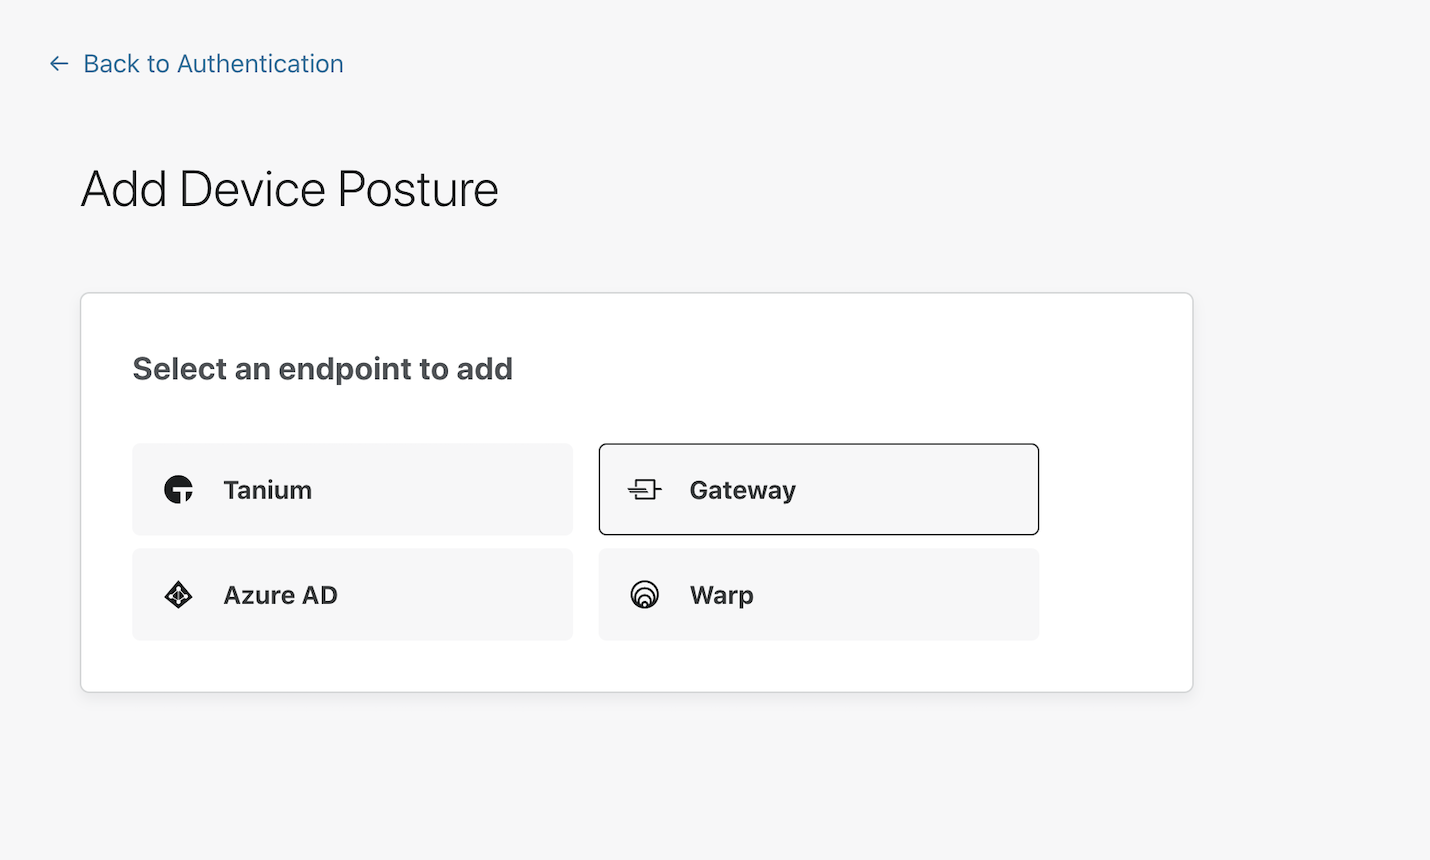 ← Back to Authentication
Add Device Posture
Select an endpoint to add
Tanium
Gateway
Azure AD
Warp